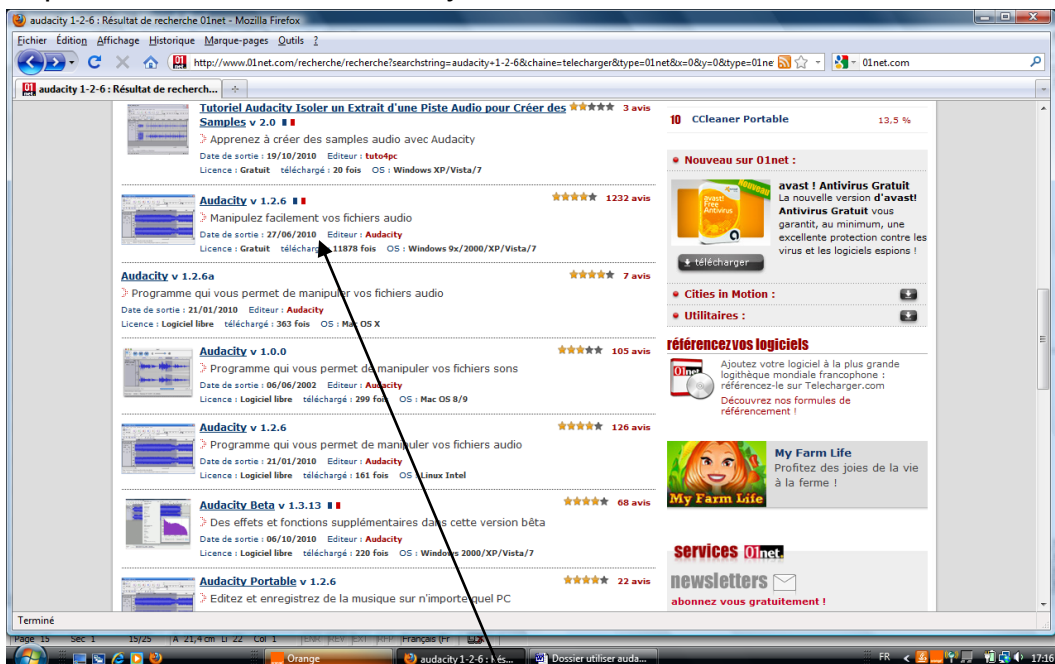 audacity 1-2-6 : Résultat de recherche 01net - Mozilla Firefox
Fichier Édition Affichage Historique Marque-pages Outils ?
http://www.01net.com/recherche/recherche?searchstring=audacity+1-2-6&chaine=telecharger&type=01net&x=0&y=0&type=01ne
01net.com
audacity 1-2-6 : Résultat de recherch...
Tutoriel Audacity Isoler un Extrait d'une Piste Audio pour Créer des 3 avis
Samples v 2.0
Apprenez à créer des samples audio avec Audacity
Date de sortie : 19/10/2010 Editeur : tuto4pc
Licence : Gratuit téléchargé : 20 fois OS : Windows XP/Vista/7
Audacity v 1.2.6 1232 avis
Manipulez facilement vos fichiers audio
Date de sortie : 27/06/2010 Editeur : Audacity
Licence : Gratuit téléchargé : 11878 fois OS : Windows 9x/2000/XP/Vista/7
Audacity v 1.2.6a 7 avis
Programme qui vous permet de manipuler vos fichiers audio
Date de sortie : 21/01/2010 Editeur : Audacity
Licence : Logiciel libre téléchargé : 363 fois OS : Mac OS X
Audacity v 1.0.0 105 avis
Programme qui vous permet de manipuler vos fichiers sons
Date de sortie : 06/06/2002 Editeur : Audacity
Licence : Logiciel libre téléchargé : 299 fois OS : Mac OS 8/9
Audacity v 1.2.6 126 avis
Programme qui vous permet de manipuler vos fichiers audio
Date de sortie : 21/01/2010 Editeur : Audacity
Licence : Logiciel libre téléchargé : 161 fois OS : Linux Intel
Audacity Beta v 1.3.13 68 avis
Des effets et fonctions supplémentaires dans cette version bêta
Date de sortie : 06/10/2010 Editeur : Audacity
Licence : Logiciel libre téléchargé : 220 fois OS : Windows 2000/XP/Vista/7
Audacity Portable v 1.2.6 22 avis
Editez et enregistrez de la musique sur n'importe quel PC
10 CCleaner Portable 13,5 %
Nouveau sur 01net :
nouveau
avast! Free Antivirus
télécharger
avast ! Antivirus Gratuit
La nouvelle version d'avast!
Antivirus Gratuit vous
garantit, au minimum, une
excellente protection contre les
virus et les logiciels espions !
Cities in Motion :
Utilitaires :
référencez vos logiciels
01net
Ajoutez votre logiciel à la plus grande
logithèque mondiale francophone :
référencez-le sur Telecharger.com
Découvrez nos formules de
référencement !
My Farm Life
My Farm Life
Profitez des joies de la vie
à la ferme !
services 01net.
newsletters
abonnez vous gratuitement !
Terminé
Page 15 Sec 1 15/25 À 21,4 cm Li 22 Col 1 ENR REV EXT RFP Français (Fr
Orange audacity 1-2-6 : Rés... Dossier utiliser auda... FR 17:16